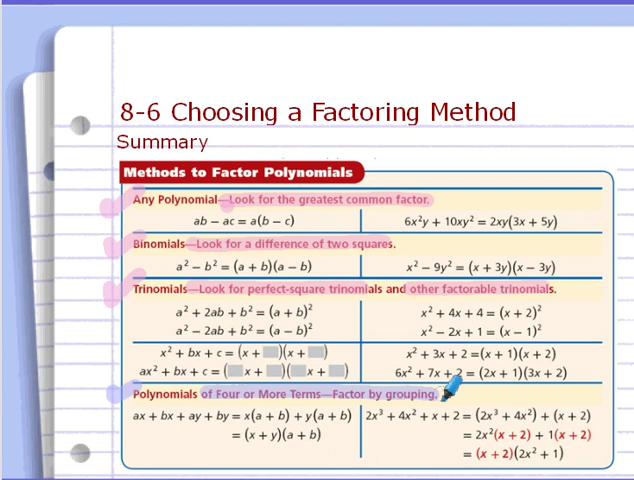 8-6 Choosing a Factoring Method
Summary
Methods to Factor Polynomials
Any Polynomial—Look for the greatest common factor.
ab − ac = a(b − c)
6x²y + 10xy² = 2xy(3x + 5y)
Binomials—Look for a difference of two squares.
a² − b² = (a + b)(a − b)
x² − 9y² = (x + 3y)(x − 3y)
Trinomials—Look for perfect-square trinomials and other factorable trinomials.
a² + 2ab + b² = (a + b)²
a² − 2ab + b² = (a − b)²
x² + 4x + 4 = (x + 2)²
x² − 2x + 1 = (x − 1)²
x² + bx + c = (x + □)(x + □)
ax² + bx + c = (□x + □)(□x + □)
x² + 3x + 2 = (x + 1)(x + 2)
6x² + 7x + 2 = (2x + 1)(3x + 2)
Polynomials of Four or More Terms—Factor by grouping.
ax + bx + ay + by = x(a + b) + y(a + b)
= (x + y)(a + b)
2x³ + 4x² + x + 2 = (2x³ + 4x²) + (x + 2)
= 2x²(x + 2) + 1(x + 2)
= (x + 2)(2x² + 1)